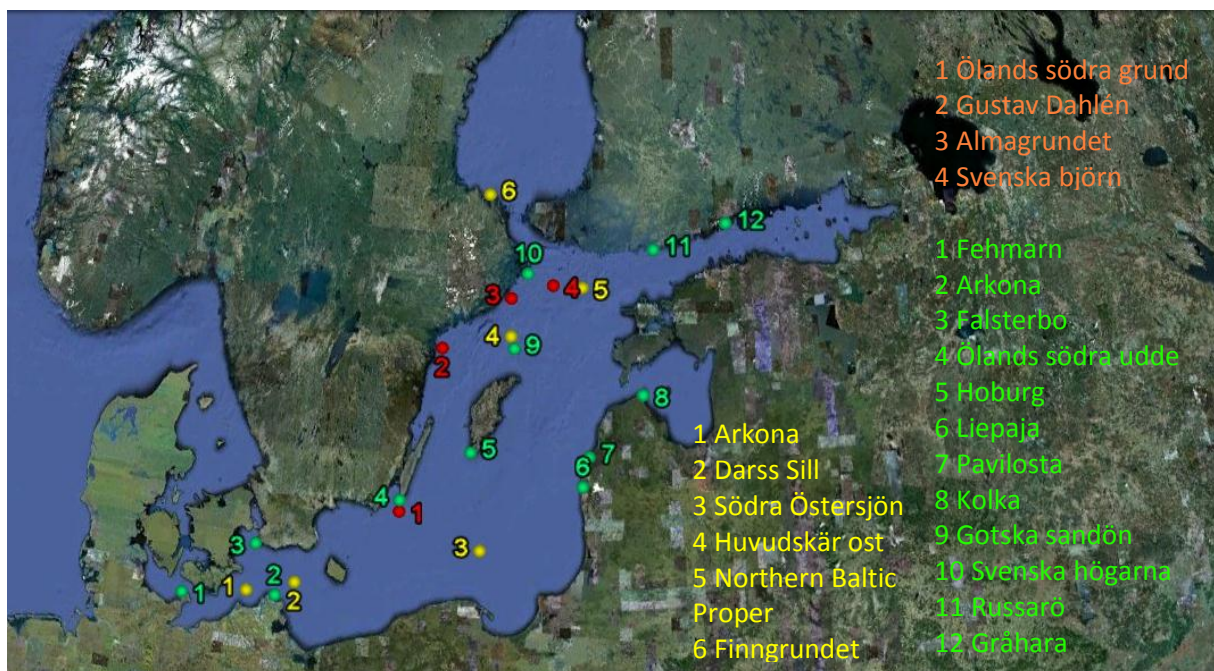 1 Ölands södra grund
2 Gustav Dahlén
3 Almagrundet
4 Svenska björn
6
12
11
10
4
5
3
4
9
2
8
5
7
6
4
1
3
3
2
1
1
2
1 Fehmarn
2 Arkona
3 Falsterbo
4 Ölands södra udde
5 Hoburg
6 Liepaja
7 Pavilosta
8 Kolka
9 Gotska sandön
10 Svenska högarna
11 Russarö
12 Gråhara
1 Arkona
2 Darss Sill
3 Södra Östersjön
4 Huvudskär ost
5 Northern Baltic
Proper
6 Finngrundet